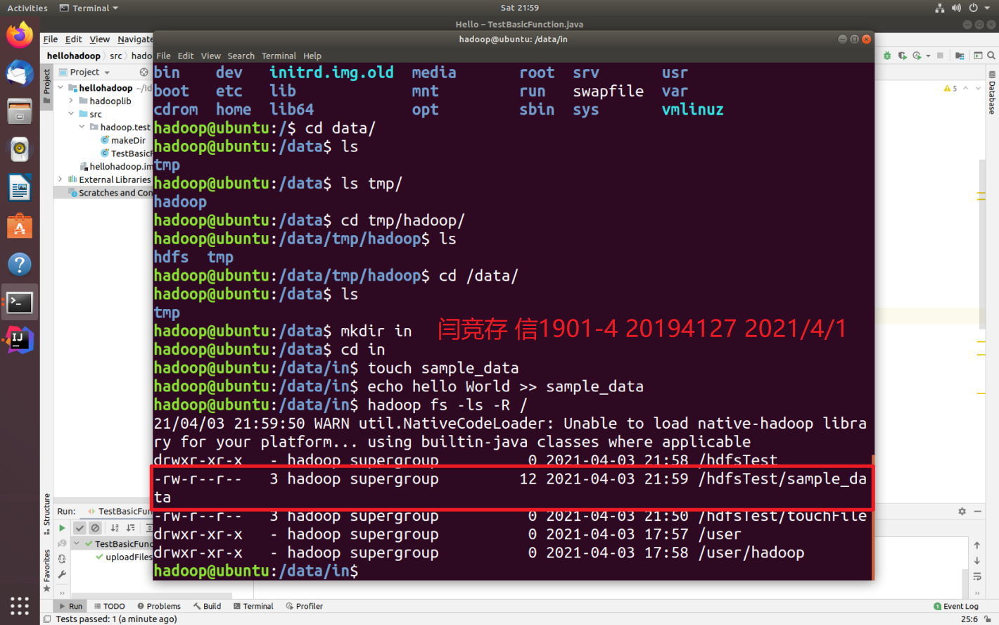 Activities Terminal Sat 21:59
Hello – TestBasicFunction.java
hadoop@ubuntu: /data/in
File Edit View Navigate
File Edit View Search Terminal Help
hellohadoop src
Project
hellohadoop
hadooplib
src
hadoop.test
makeDir
External Libraries
Scratches and
Project
Structure
Favorites
Database
5
bin dev initrd.img.old media root srv usr
boot etc lib mnt run swapfile var
cdrom home lib64 opt sbin sys vmlinuz
hadoop@ubuntu:/$ cd data/
hadoop@ubuntu:/data$ ls
tmp
hadoop@ubuntu:/data$ ls tmp/
hadoop
hadoop@ubuntu:/data$ cd tmp/hadoop/
hadoop@ubuntu:/data/tmp/hadoop$ ls
hdfs tmp
hadoop@ubuntu:/data/tmp/hadoop$ cd /data/
hadoop@ubuntu:/data$ ls
tmp
hadoop@ubuntu:/data$ mkdir in
闫竞存 信1901-4 20194127 2021/4/1
hadoop@ubuntu:/data$ cd in
hadoop@ubuntu:/data/in$ touch sample_data
hadoop@ubuntu:/data/in$ echo hello World >> sample_data
hadoop@ubuntu:/data/in$ hadoop fs -ls -R /
21/04/03 21:59:50 WARN util.NativeCodeLoader: Unable to load native-hadoop libra
ry for your platform... using builtin-java classes where applicable
drwxr-xr-x - hadoop supergroup 0 2021-04-03 21:58 /hdfsTest
-rw-r--r-- 3 hadoop supergroup 12 2021-04-03 21:59 /hdfsTest/sample_da
ta
-rw-r--r-- 3 hadoop supergroup 0 2021-04-03 21:50 /hdfsTest/touchFile
drwxr-xr-x - hadoop supergroup 0 2021-04-03 17:57 /user
drwxr-xr-x - hadoop supergroup 0 2021-04-03 17:58 /user/hadoop
hadoop@ubuntu:/data/in$
Run:
uploadFiles
Run TODO Problems Build Terminal Profiler 1 Event Log
Tests passed: 1 (a minute ago) 25:6